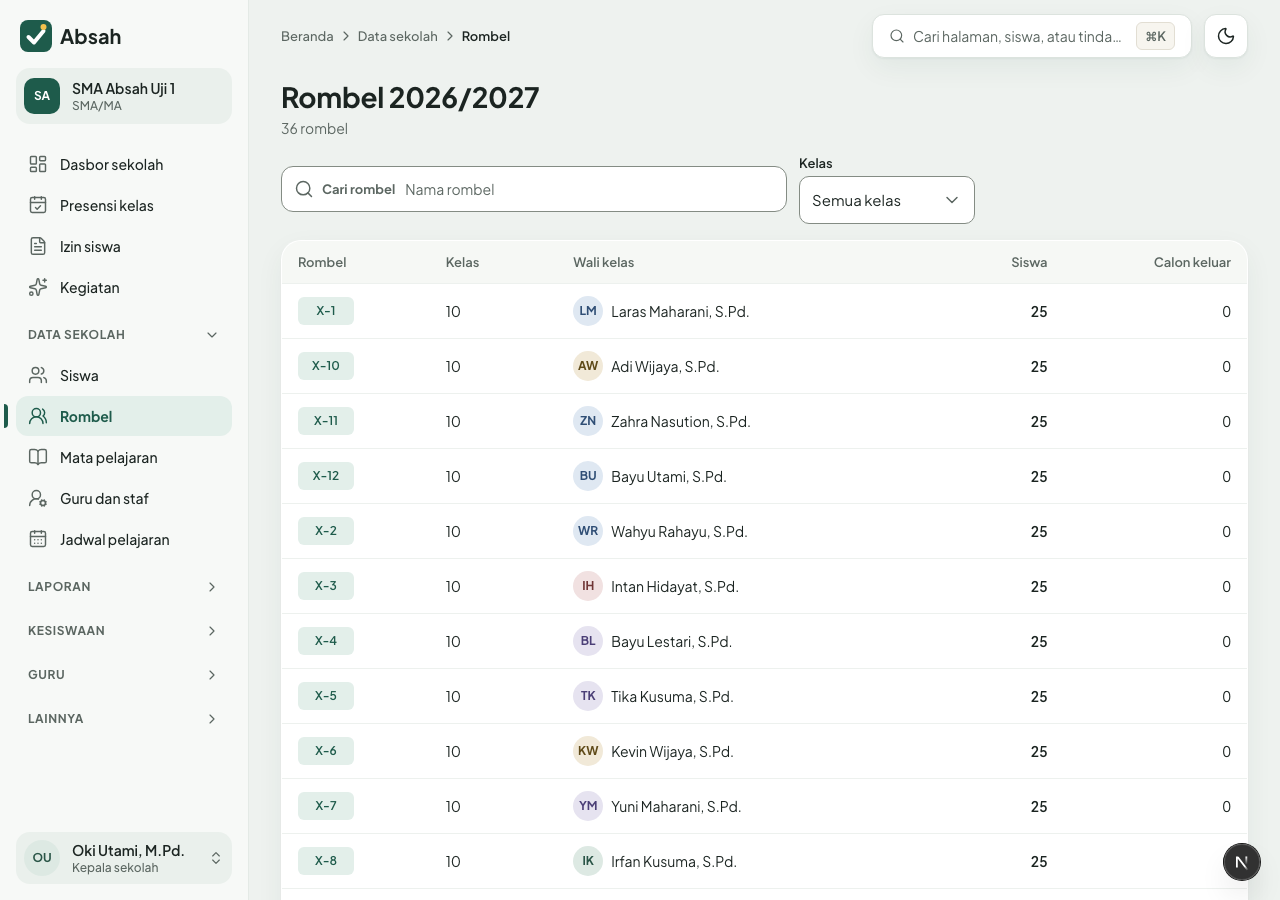 Absah
SA
SMA Absah Uji 1
SMA/MA
Dasbor sekolah
Presensi kelas
Izin siswa
Kegiatan
DATA SEKOLAH
Siswa
Rombel
Mata pelajaran
Guru dan staf
Jadwal pelajaran
LAPORAN
KESISWAAN
GURU
LAINNYA
OU
Oki Utami, M.Pd.
Kepala sekolah
Beranda > Data sekolah > Rombel
Cari halaman, siswa, atau tinda... ⌘K
Rombel 2026/2027
36 rombel
Cari rombel Nama rombel
Kelas
Semua kelas
Rombel Kelas Wali kelas Siswa Calon keluar
X-1 10 LM Laras Maharani, S.Pd. 25 0
X-10 10 AW Adi Wijaya, S.Pd. 25 0
X-11 10 ZN Zahra Nasution, S.Pd. 25 0
X-12 10 BU Bayu Utami, S.Pd. 25 0
X-2 10 WR Wahyu Rahayu, S.Pd. 25 0
X-3 10 IH Intan Hidayat, S.Pd. 25 0
X-4 10 BL Bayu Lestari, S.Pd. 25 0
X-5 10 TK Tika Kusuma, S.Pd. 25 0
X-6 10 KW Kevin Wijaya, S.Pd. 25 0
X-7 10 YM Yuni Maharani, S.Pd. 25 0
X-8 10 IK Irfan Kusuma, S.Pd. 25
N